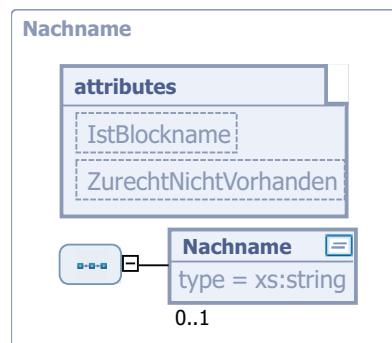 Nachname
attributes
IstBlockname
ZurechtNichtVorhanden
Nachname
type = xs:string
0..1